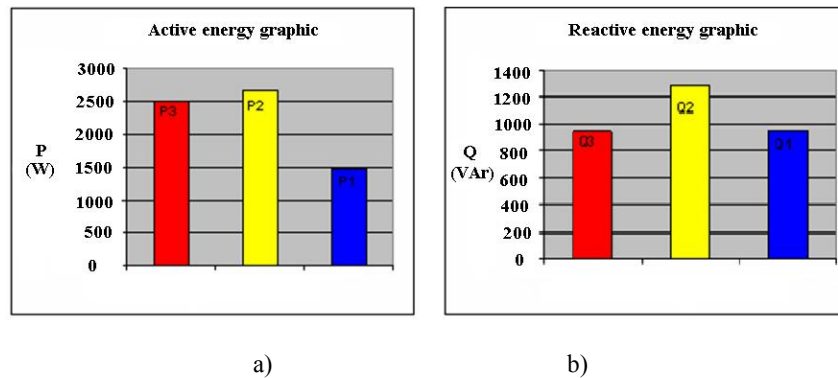 Active energy graphic
3000
2500
2000
1500
1000
500
0
P
(W)
P3
P2
P1
Reactive energy graphic
1400
1200
1000
800
600
400
200
0
Q
(VAr)
Q3
Q2
Q1
a)
b)